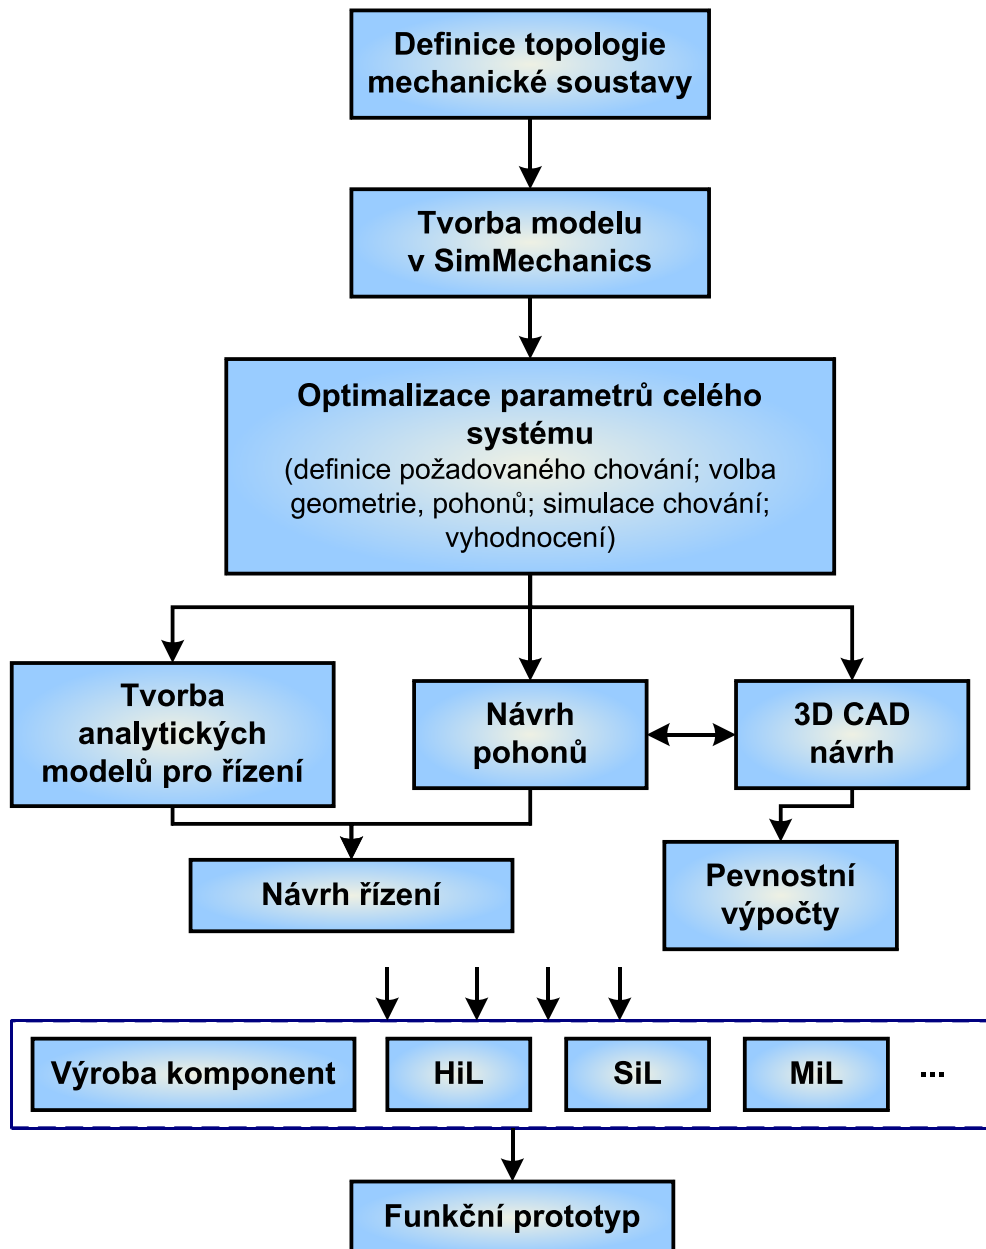 Definice topologie
mechanické soustavy
Tvorba modelu
v SimMechanics
Optimalizace parametrů celého
systému
(definice požadovaného chování; volba
geometrie, pohonů; simulace chování;
vyhodnocení)
Tvorba
analytických
modelů pro řízení
Návrh
pohonů
3D CAD
návrh
Návrh řízení
Pevnostní
výpočty
Výroba komponent
HiL
SiL
MiL
...
Funkční prototyp